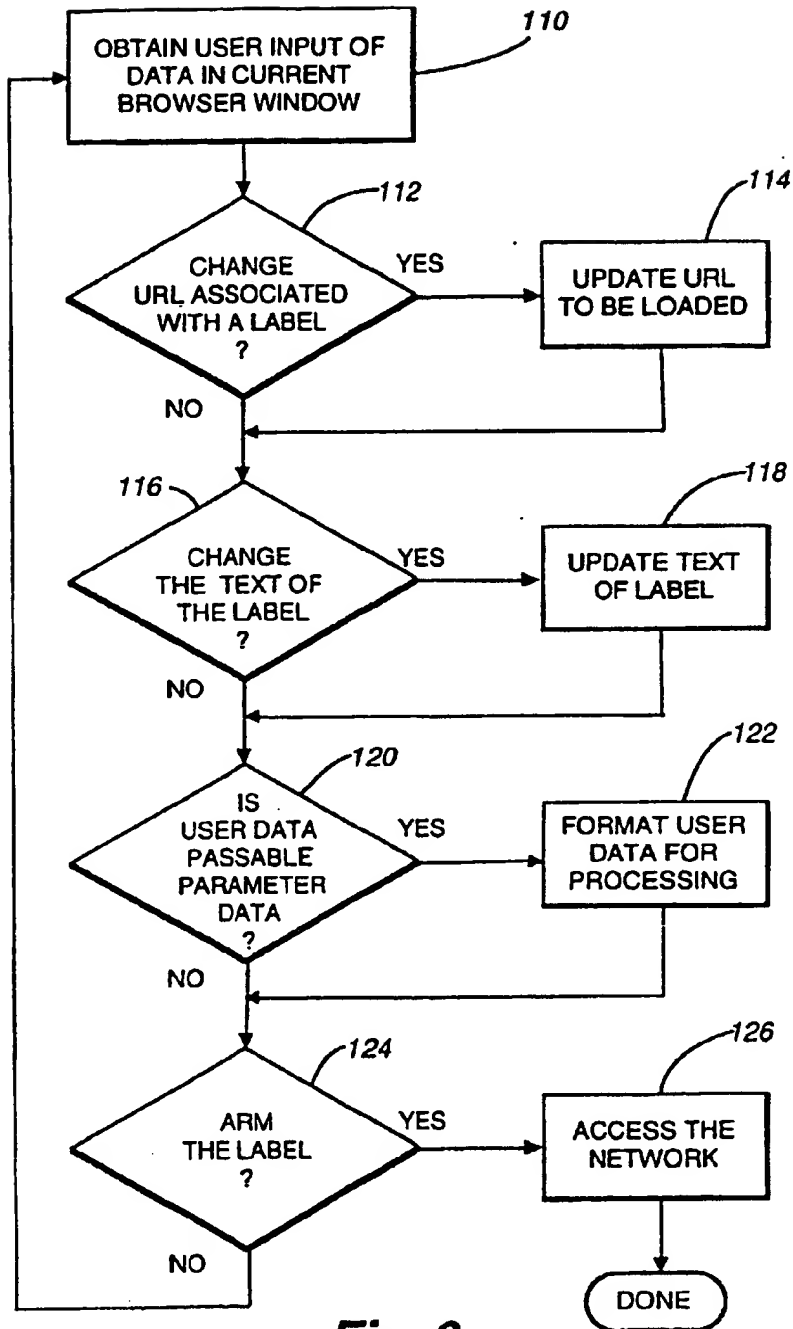 OBTAIN USER INPUT OF
DATA IN CURRENT
BROWSER WINDOW
110
CHANGE
URL ASSOCIATED
WITH A LABEL
?
112
YES
NO
UPDATE URL
TO BE LOADED
114
CHANGE
THE TEXT OF
THE LABEL
?
116
YES
NO
UPDATE TEXT
OF LABEL
118
IS
USER DATA
PASSABLE
PARAMETER
DATA
?
120
YES
NO
FORMAT USER
DATA FOR
PROCESSING
122
ARM
THE LABEL
?
124
YES
NO
ACCESS THE
NETWORK
126
DONE